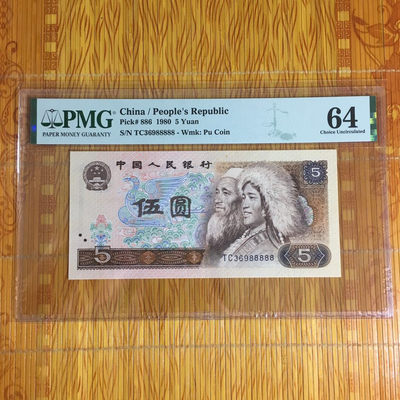 PMG
PAPER MONEY GUARANTY
China / People's Republic
Pick# 886 1980 5 Yuan
S/N TC36988888 - Wmk: Pu Coin
64
Choice Uncirculated
中国人民银行
5
伍圆
5
5
TC36988888